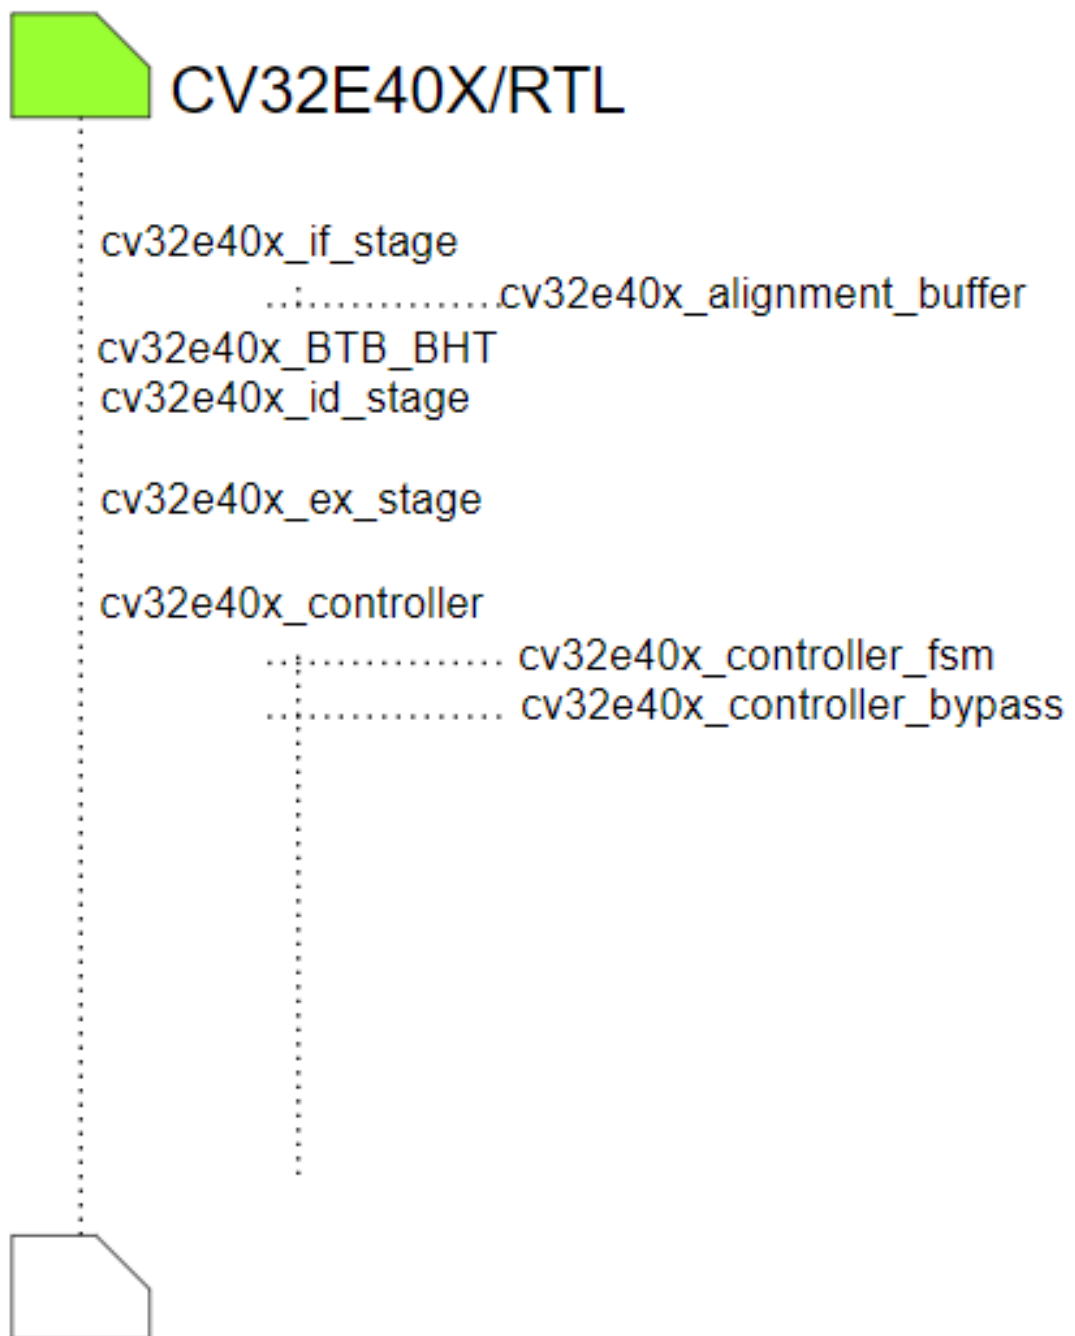 CV32E40X/RTL
cv32e40x_if_stage
cv32e40x_alignment_buffer
cv32e40x_BTB_BHT
cv32e40x_id_stage
cv32e40x_ex_stage
cv32e40x_controller
cv32e40x_controller_fsm
cv32e40x_controller_bypass